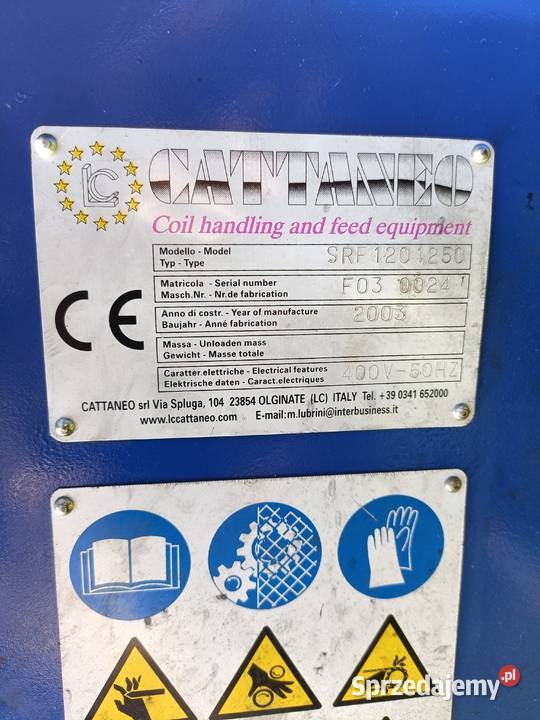 LC CATTANEO
Coil handling and feed equipment
Modello - Model
Typ - Type
SRF1201250
Matricola - Serial number
Masch.Nr. - Nr.de fabrication
F03 00241
Anno di costr. - Year of manufacture
Baujahr - Anné fabrication
2003
Massa - Unloaden mass
Gewicht - Masse totale
Caratter.elettriche - Electrical features
Elektrische daten - Caract.electriques
400V-50HZ
CE
CATTANEO srl Via Spluga, 104 23854 OLGINATE (LC) ITALY Tel. +39 0341 652000
www.lccattaneo.com E-mail:m.lubrini@interbusiness.it
Sprzedajemy.pl